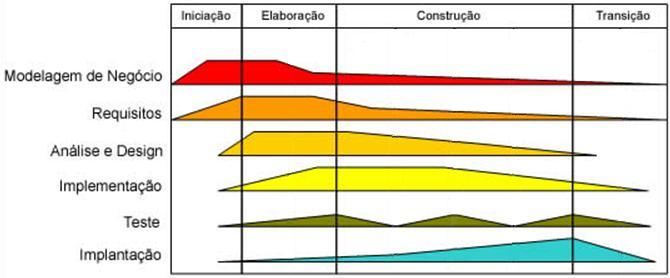 Iniciação Elaboração Construção Transição
Modelagem de Negócio
Requisitos
Análise e Design
Implementação
Teste
Implantação